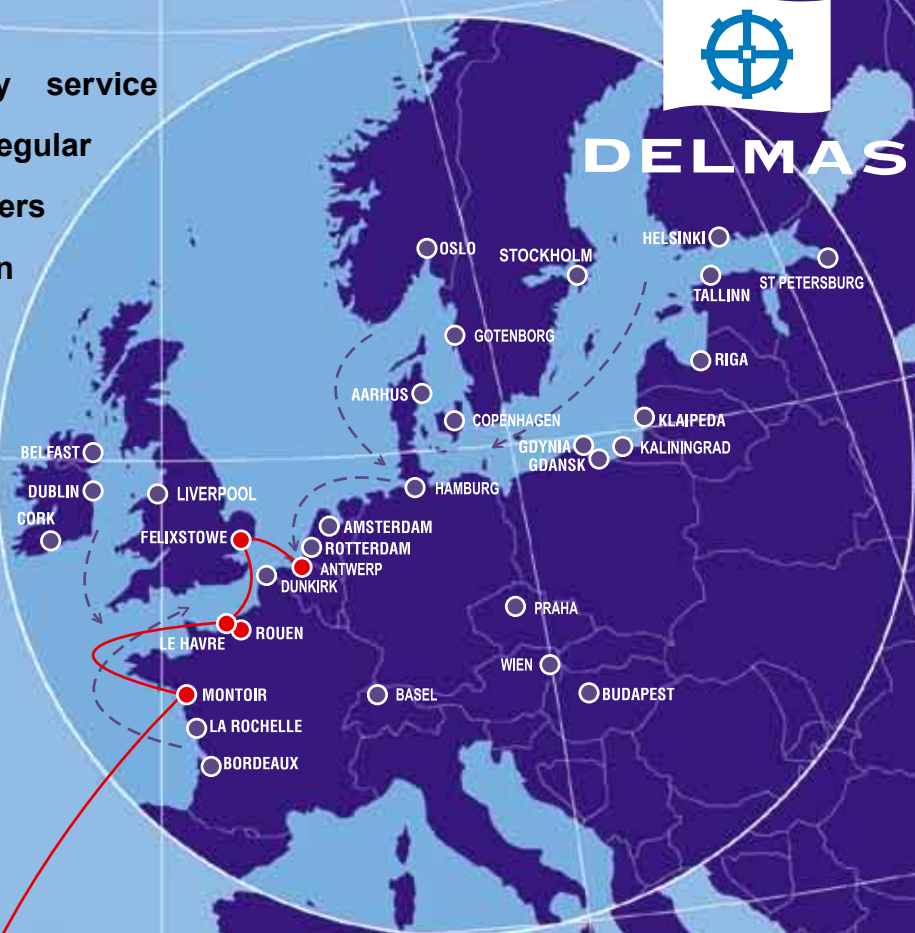 y service
egular
ers
n
DELMAS
OSLO
STOCKHOLM
HELSINKI
ST PETERSBURG
TALLINN
GOTENBORG
RIGA
AARHUS
COPENHAGEN
KLAIPEDA
GDYNIA
KALININGRAD
GDANSK
BELFAST
DUBLIN
LIVERPOOL
HAMBURG
CORK
FELIXSTOWE
AMSTERDAM
ROTTERDAM
ANTWERP
DUNKIRK
PRAHA
LE HAVRE
ROUEN
WIEN
MONTOIR
BASEL
BUDAPEST
LA ROCHELLE
BORDEAUX